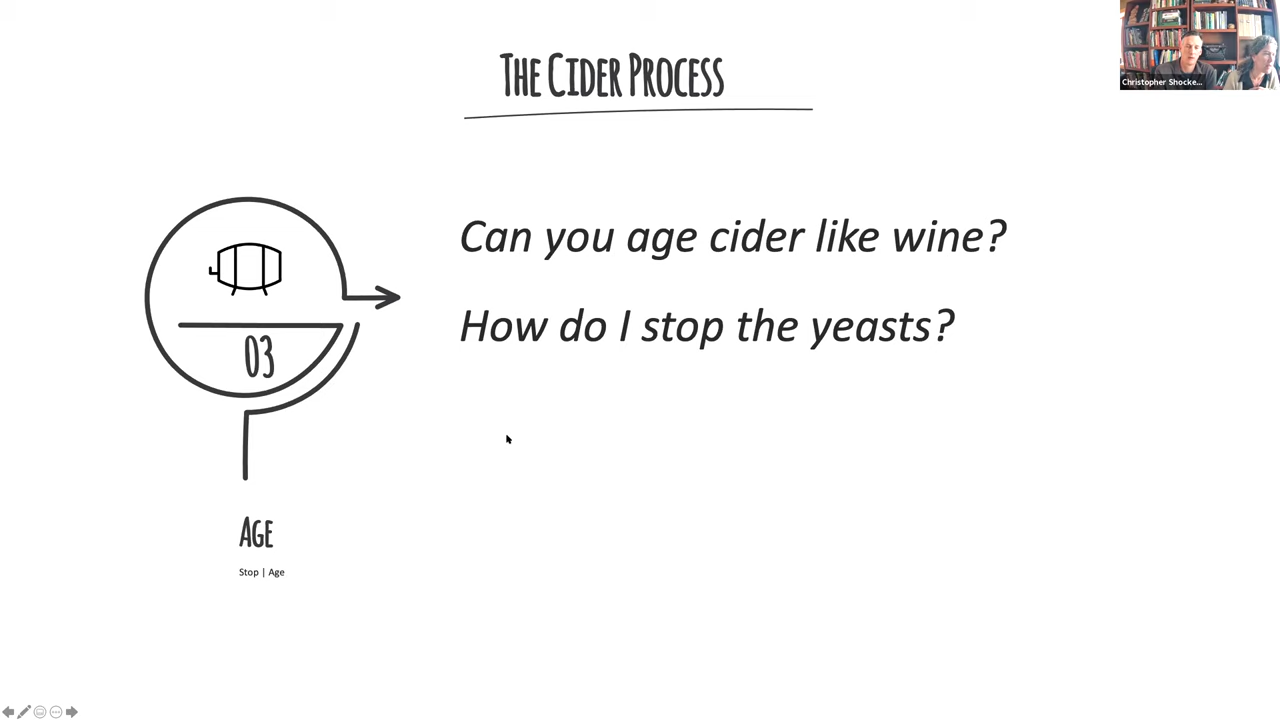 THE CIDER PROCESS
Christopher Shocke...
Can you age cider like wine?
How do I stop the yeasts?
03
AGE
Stop | Age